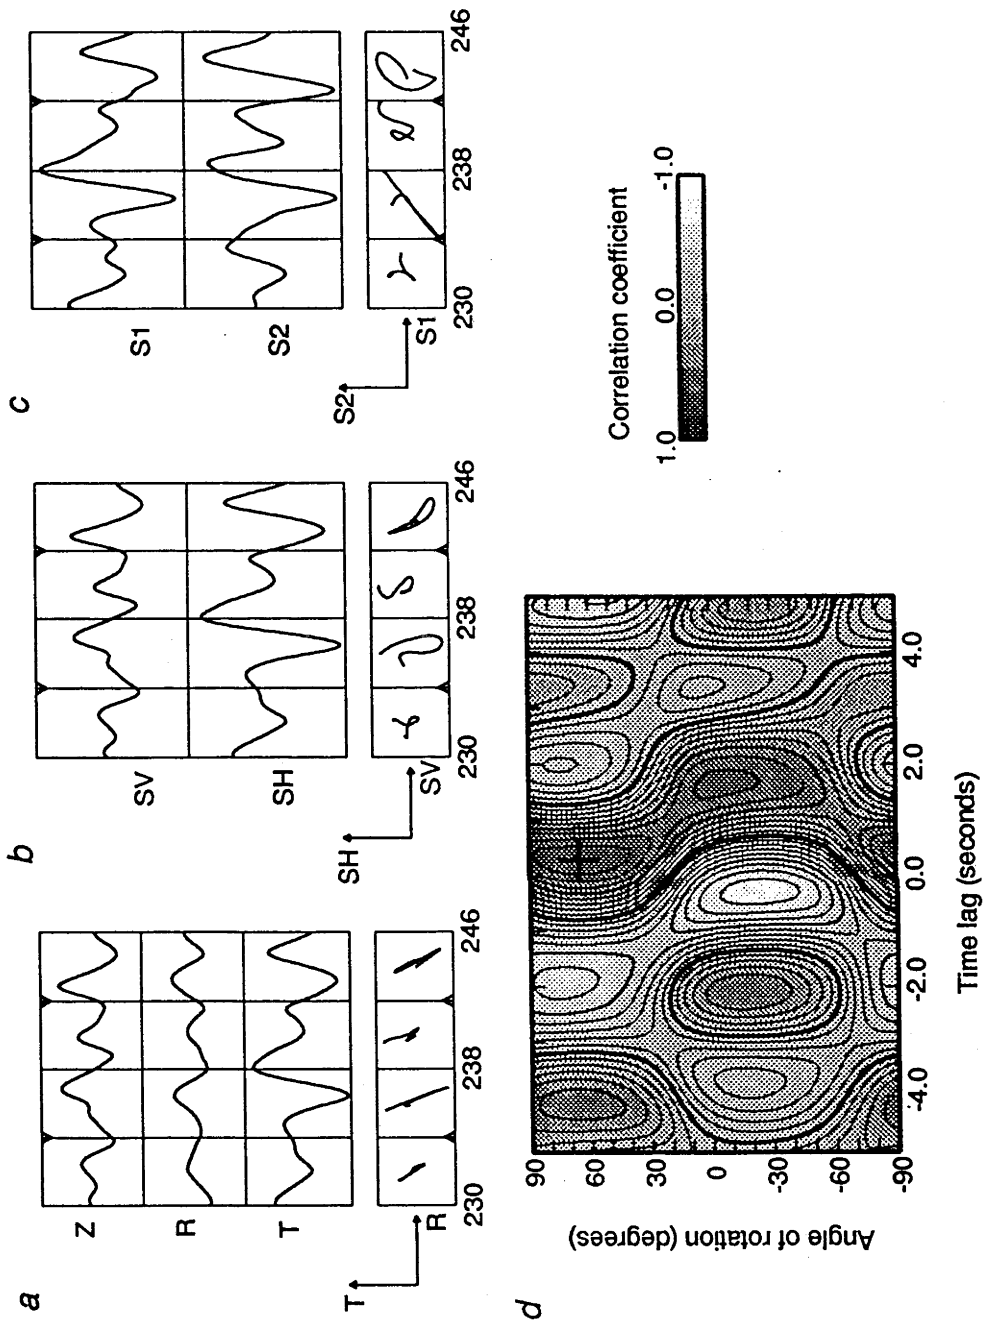 a
Z
R
T
T
R
230
238
246
b
SV
SH
SH
SV
230
238
246
c
S1
S2
S2
S1
230
238
246
d
Angle of rotation (degrees)
90
60
30
0
-30
-60
-90
-4.0
-2.0
0.0
2.0
4.0
Time lag (seconds)
Correlation coefficient
1.0
0.0
-1.0